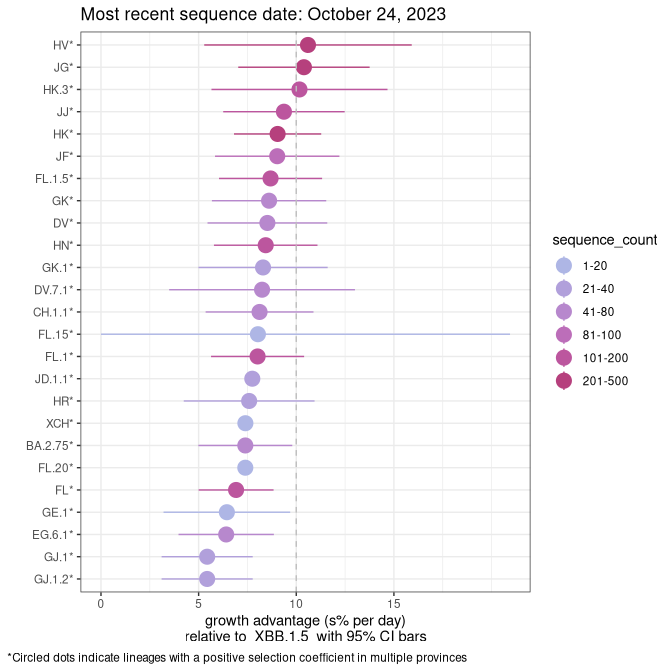 Most recent sequence date: October 24, 2023
HV*
JG*
HK.3*
JJ*
HK*
JF*
FL.1.5*
GK*
DV*
HN*
GK.1*
DV.7.1*
CH.1.1*
FL.15*
FL.1*
JD.1.1*
HR*
XCH*
BA.2.75*
FL.20*
FL*
GE.1*
EG.6.1*
GJ.1*
GJ.1.2*
0 5 10 15
growth advantage (s% per day)
relative to XBB.1.5 with 95% CI bars
sequence_count
1-20
21-40
41-80
81-100
101-200
201-500
*Circled dots indicate lineages with a positive selection coefficient in multiple provinces